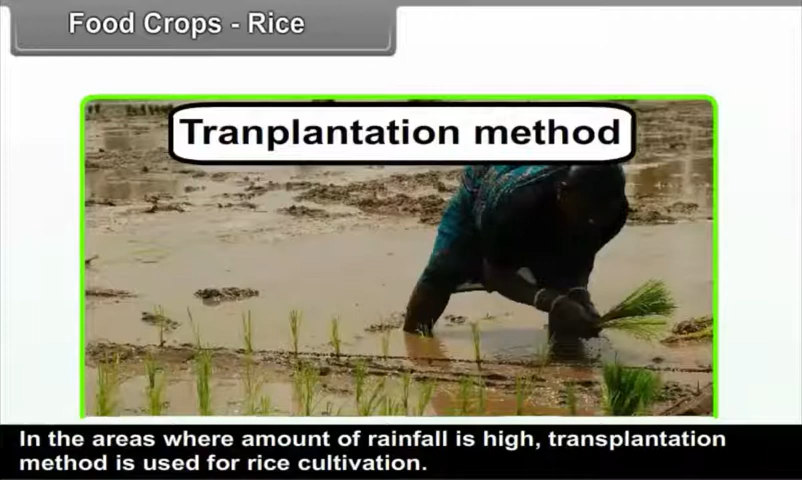 Food Crops - Rice
Tranplantation method
In the areas where amount of rainfall is high, transplantation
method is used for rice cultivation.